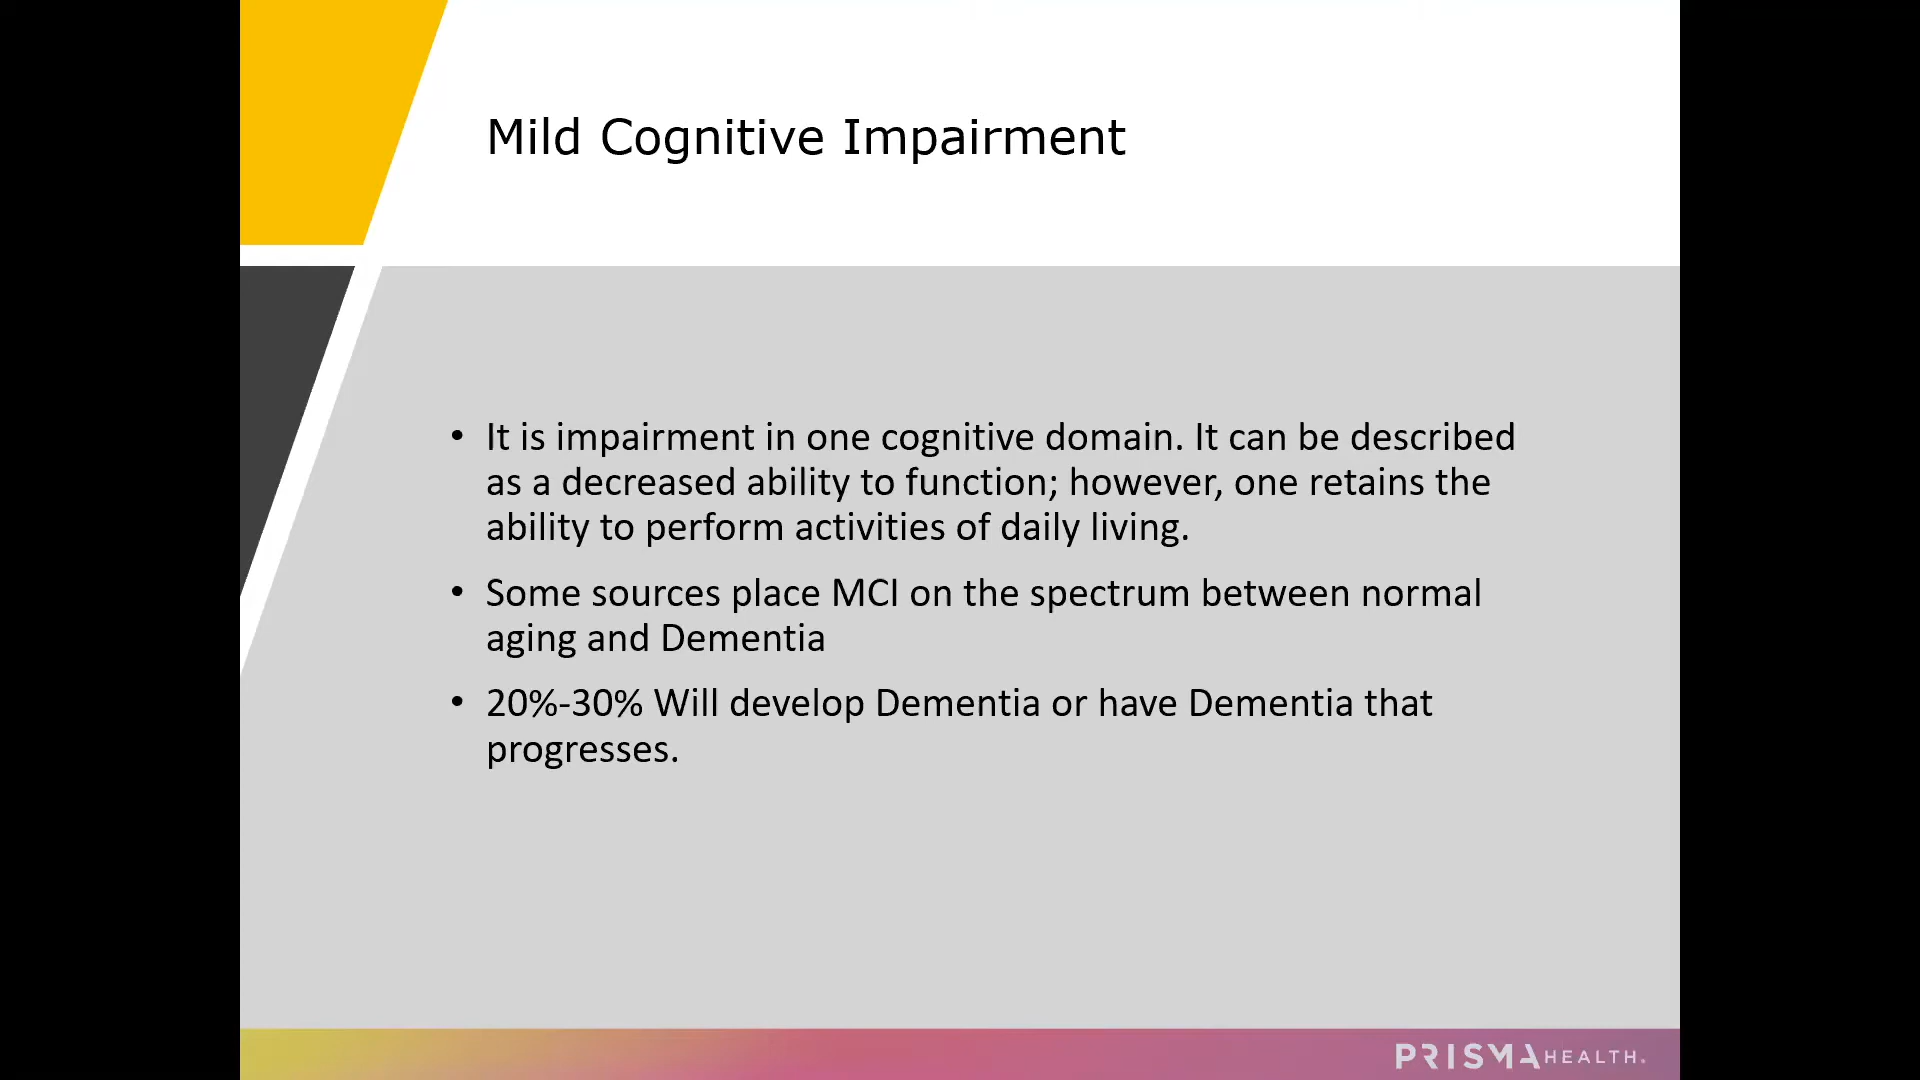 Mild Cognitive Impairment
• It is impairment in one cognitive domain. It can be described
as a decreased ability to function; however, one retains the
ability to perform activities of daily living.
• Some sources place MCI on the spectrum between normal
aging and Dementia
• 20%-30% Will develop Dementia or have Dementia that
progresses.
PRISMA HEALTH.